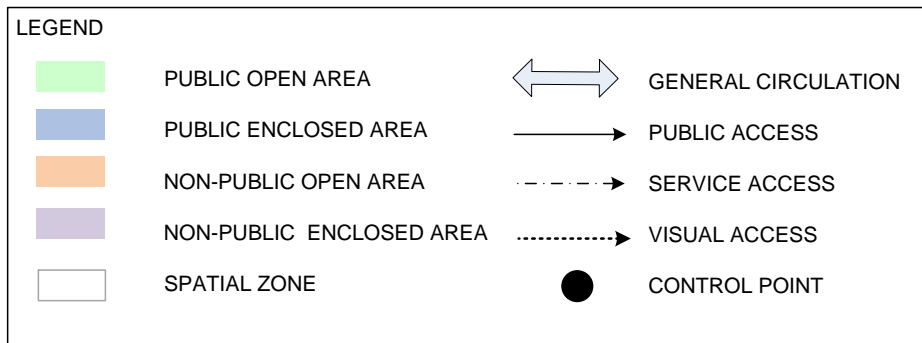 LEGEND
PUBLIC OPEN AREA
PUBLIC ENCLOSED AREA
NON-PUBLIC OPEN AREA
NON-PUBLIC ENCLOSED AREA
SPATIAL ZONE
GENERAL CIRCULATION
PUBLIC ACCESS
SERVICE ACCESS
VISUAL ACCESS
CONTROL POINT